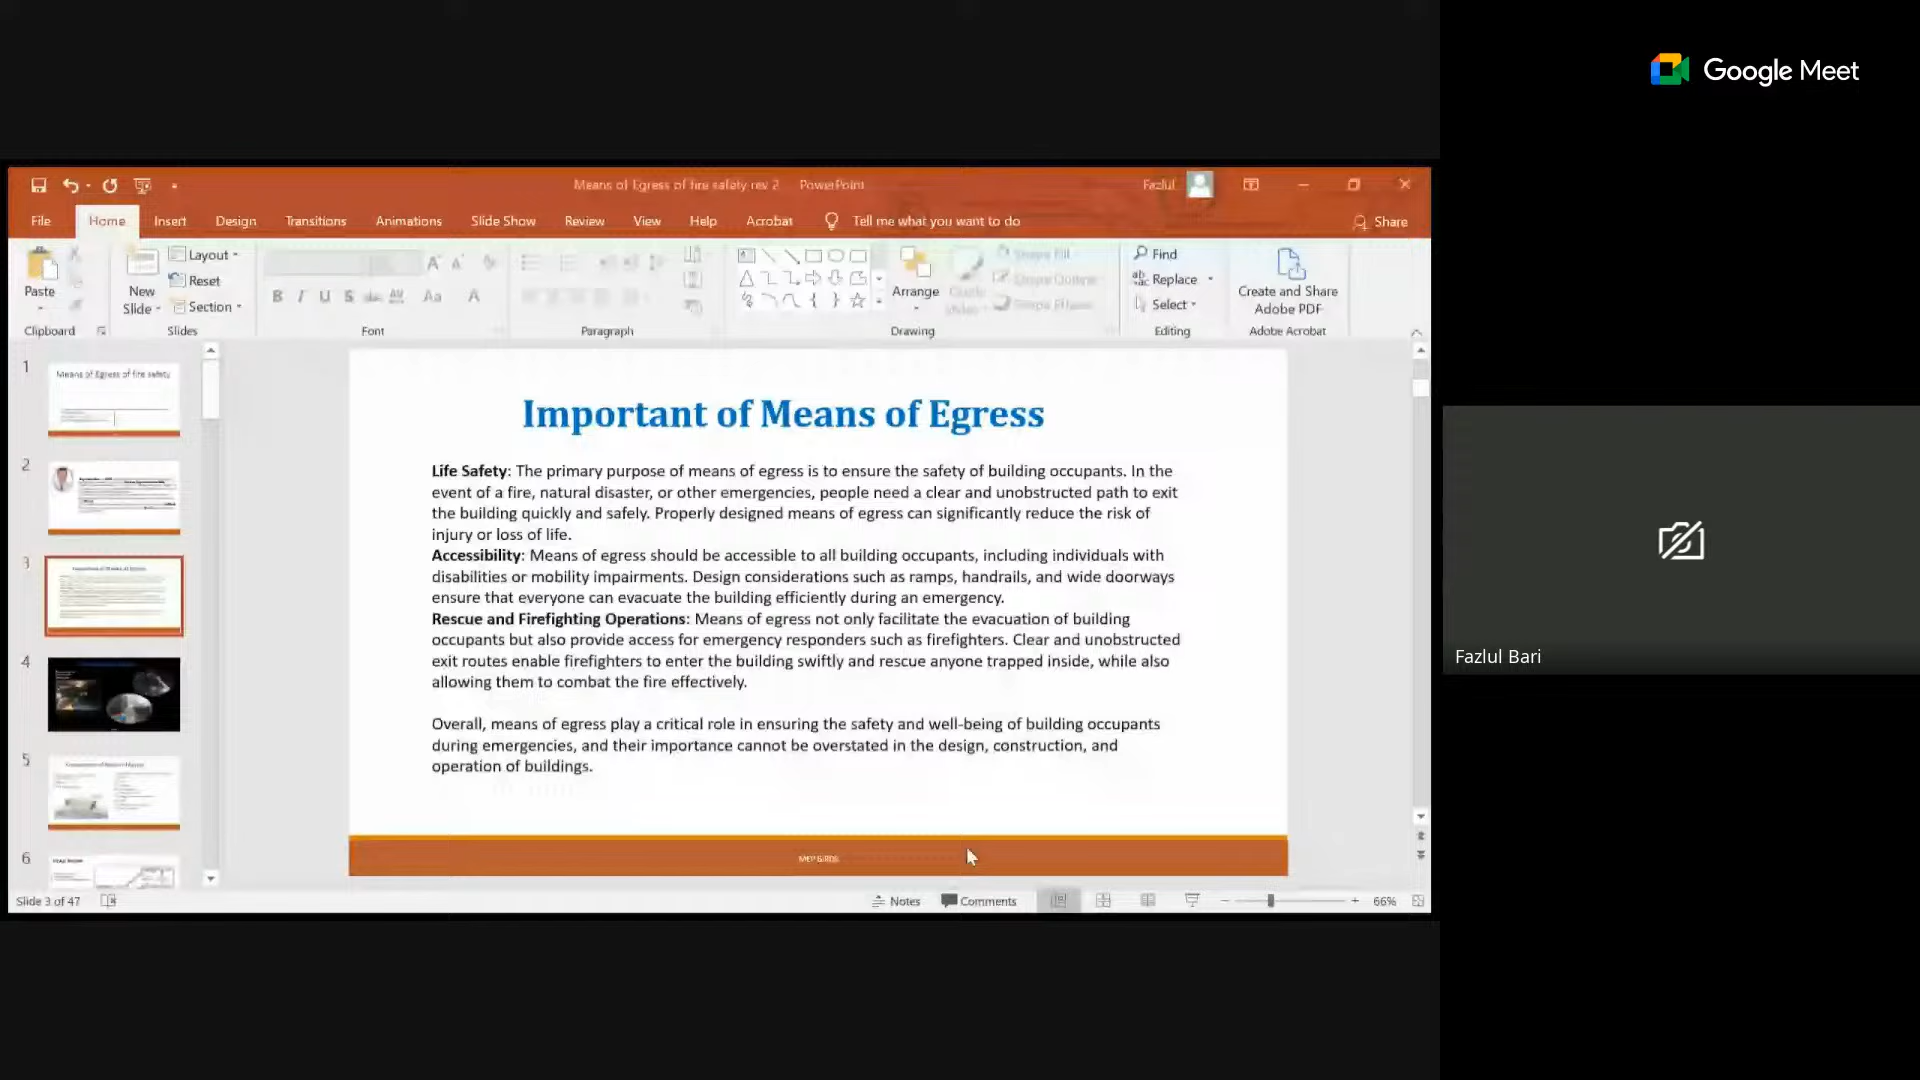 Google Meet
Means of Egress of fire safety rev 2 PowerPoint
Fazlul
File Home Insert Design Transitions Animations Slide Show Review View Help Acrobat Tell me what you want to do Share
Paste
New Slide
Layout
Reset
Section
Arrange
Shape Fill
Shape Outline
Shape Effects
Find
Replace
Select
Create and Share Adobe PDF
Clipboard Slides Font Paragraph Drawing Editing Adobe Acrobat
1
Means of Egress of fire safety
2
3
4
5
6
Important of Means of Egress
Life Safety: The primary purpose of means of egress is to ensure the safety of building occupants. In the
event of a fire, natural disaster, or other emergencies, people need a clear and unobstructed path to exit
the building quickly and safely. Properly designed means of egress can significantly reduce the risk of
injury or loss of life.
Accessibility: Means of egress should be accessible to all building occupants, including individuals with
disabilities or mobility impairments. Design considerations such as ramps, handrails, and wide doorways
ensure that everyone can evacuate the building efficiently during an emergency.
Rescue and Firefighting Operations: Means of egress not only facilitate the evacuation of building
occupants but also provide access for emergency responders such as firefighters. Clear and unobstructed
exit routes enable firefighters to enter the building swiftly and rescue anyone trapped inside, while also
allowing them to combat the fire effectively.
Overall, means of egress play a critical role in ensuring the safety and well-being of building occupants
during emergencies, and their importance cannot be overstated in the design, construction, and
operation of buildings.
Slide 3 of 47
Notes
Comments
66%
Fazlul Bari